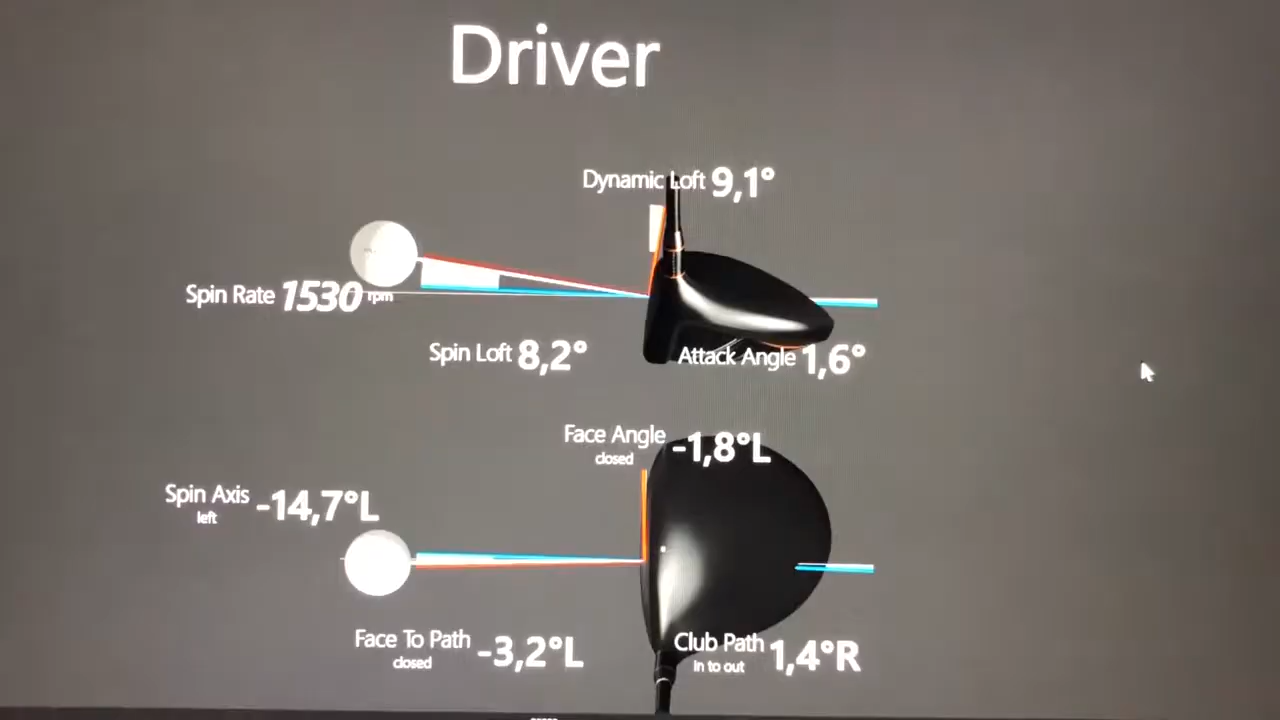 Driver
Dynamic Loft 9,1°
Spin Rate 1530 rpm
Spin Loft 8,2°
Attack Angle 1,6°
Face Angle -1,8°L
closed
Spin Axis -14,7°L
left
Face To Path -3,2°L
closed
Club Path 1,4°R
In to out